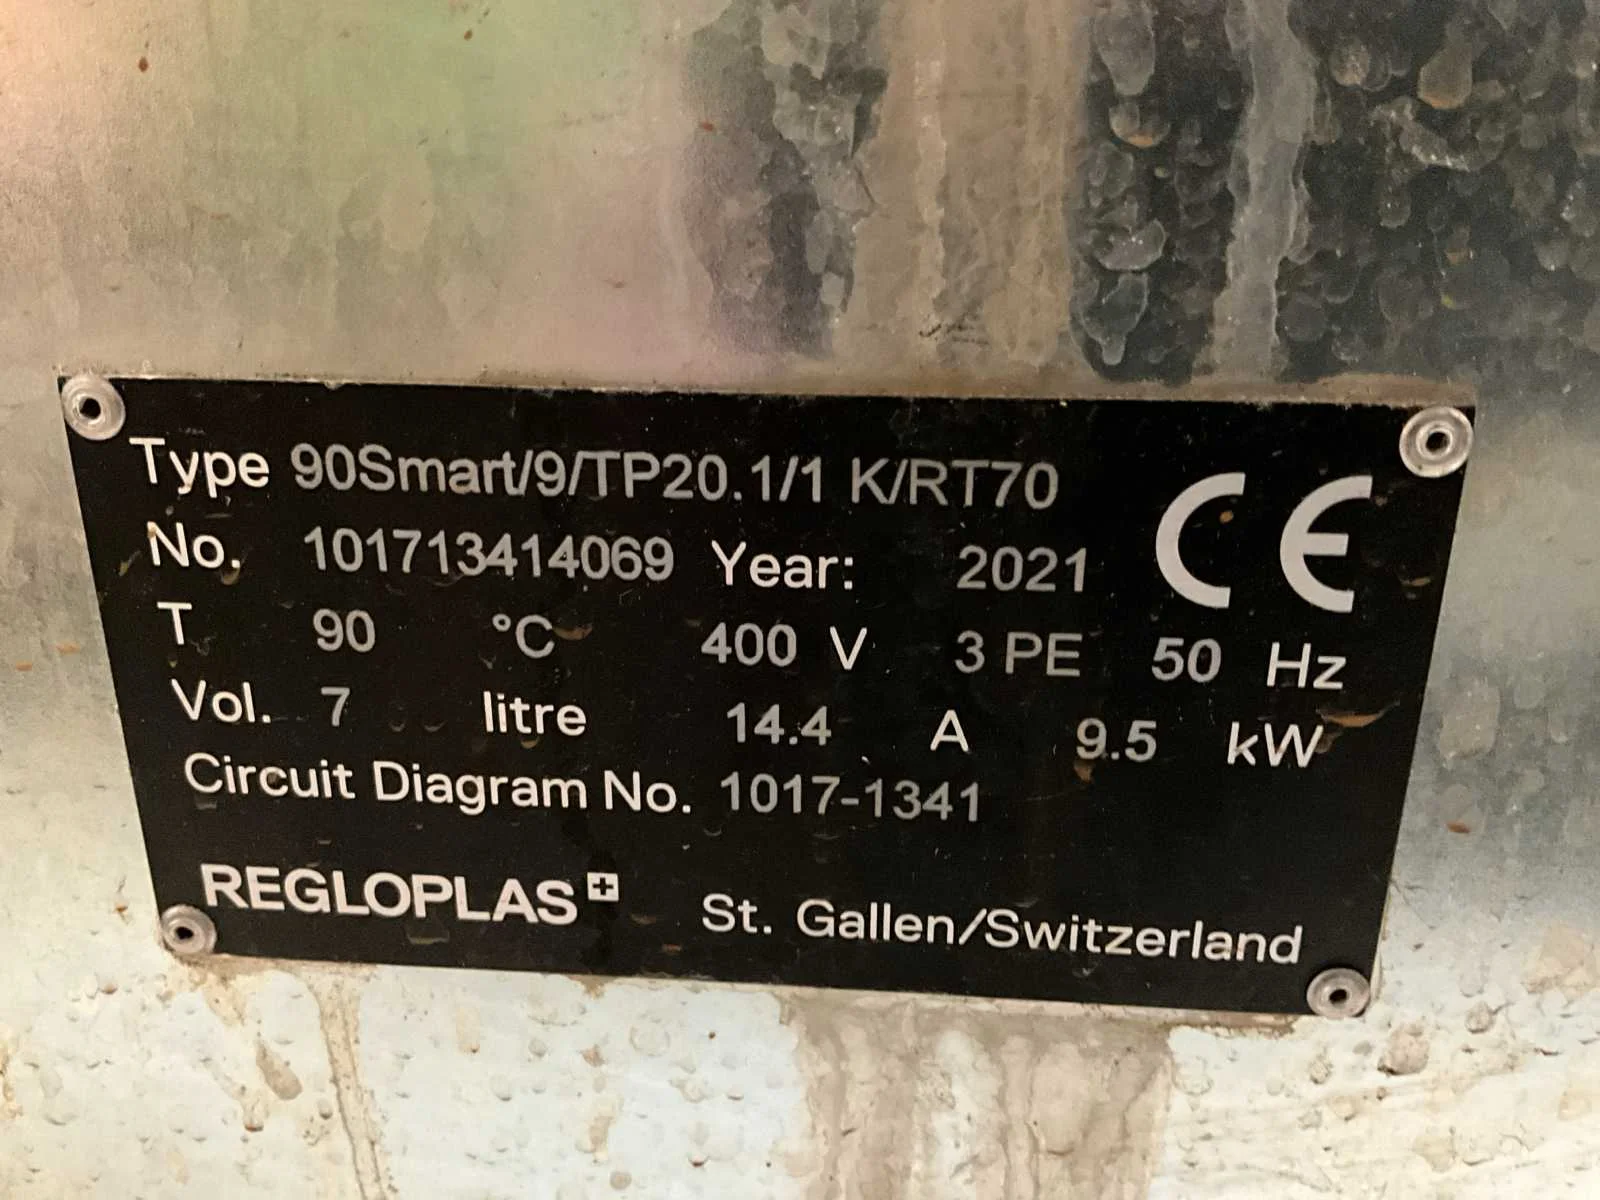 Type 90Smart/9/TP20.1/1 K/RT70
No. 101713414069 Year: 2021 CE
T 90 °C 400 V 3 PE 50 Hz
Vol. 7 litre 14.4 A 9.5 kW
Circuit Diagram No. 1017-1341
REGLOPLAS St. Gallen/Switzerland